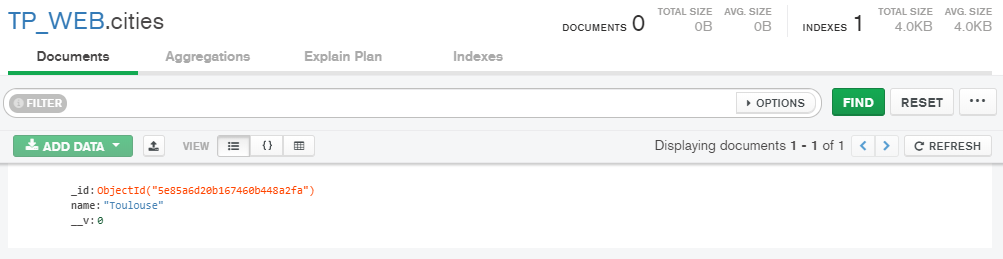 TP_WEB.cities
DOCUMENTS 0 TOTAL SIZE 0B AVG. SIZE 0B INDEXES 1 TOTAL SIZE 4.0KB AVG. SIZE 4.0KB
Documents Aggregations Explain Plan Indexes
FILTER OPTIONS FIND RESET ...
ADD DATA VIEW {} Displaying documents 1 - 1 of 1 < > REFRESH
_id: ObjectId("5e85a6d20b167460b448a2fa")
name: "Toulouse"
__v: 0